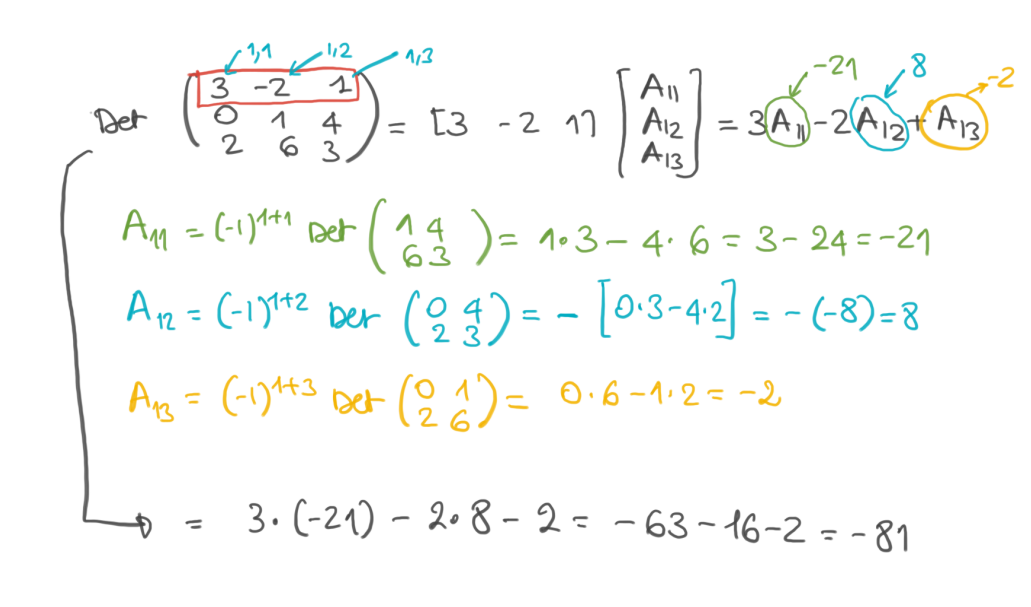 1,1 1,2 1,3 -21 8 -2
Det (3 -2 1
0 1 4
2 6 3) = [3 -2 1] [A11
A12
A13] = 3A11 - 2A12 + A13
A11 = (-1)^1+1 Det (1 4
6 3) = 1·3 - 4·6 = 3 - 24 = -21
A12 = (-1)^1+2 Det (0 4
2 3) = - [0·3-4·2] = - (-8) = 8
A13 = (-1)^1+3 Det (0 1
2 6) = 0·6-1·2 = -2
= 3·(-21) - 2·8 - 2 = -63 - 16 - 2 = -81